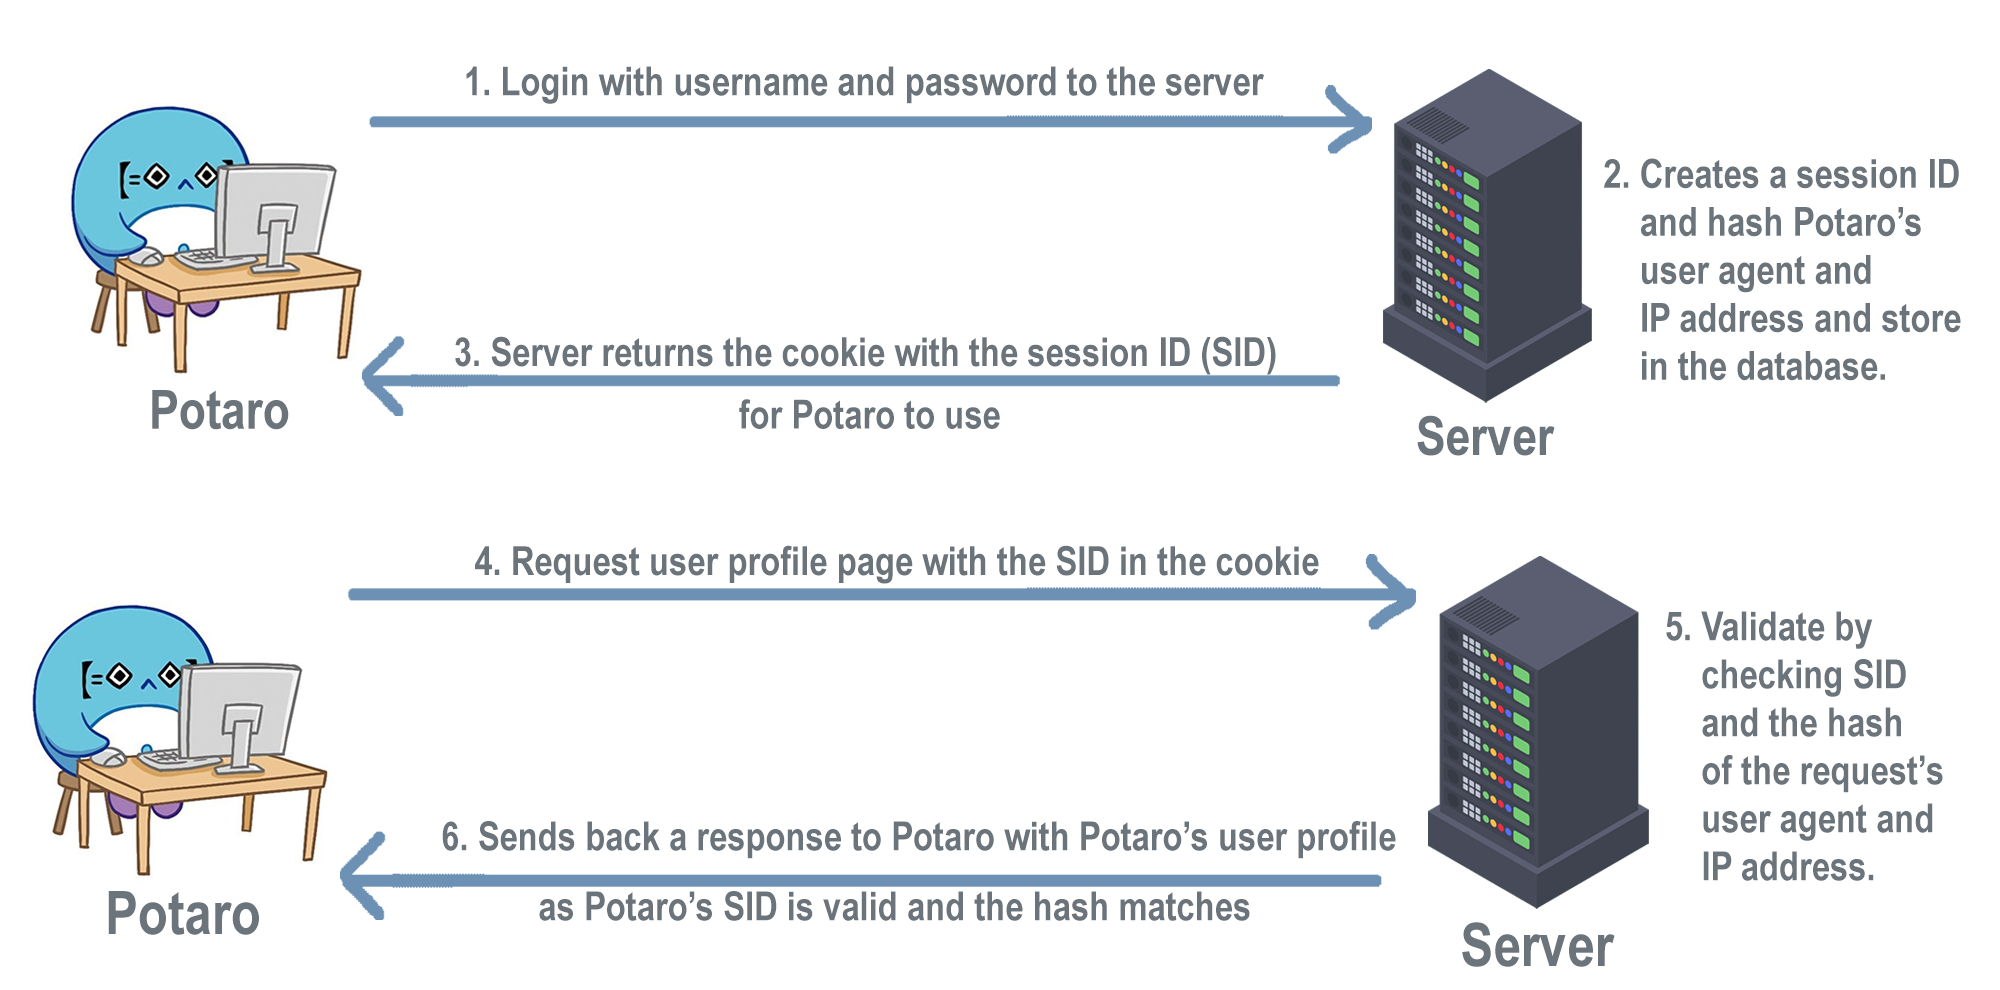 1. Login with username and password to the server
2. Creates a session ID
and hash Potaro's
user agent and
IP address and store
in the database.
3. Server returns the cookie with the session ID (SID)
for Potaro to use
Potaro
Server
4. Request user profile page with the SID in the cookie
5. Validate by
checking SID
and the hash
of the request's
user agent and
IP address.
6. Sends back a response to Potaro with Potaro's user profile
as Potaro's SID is valid and the hash matches
Potaro
Server